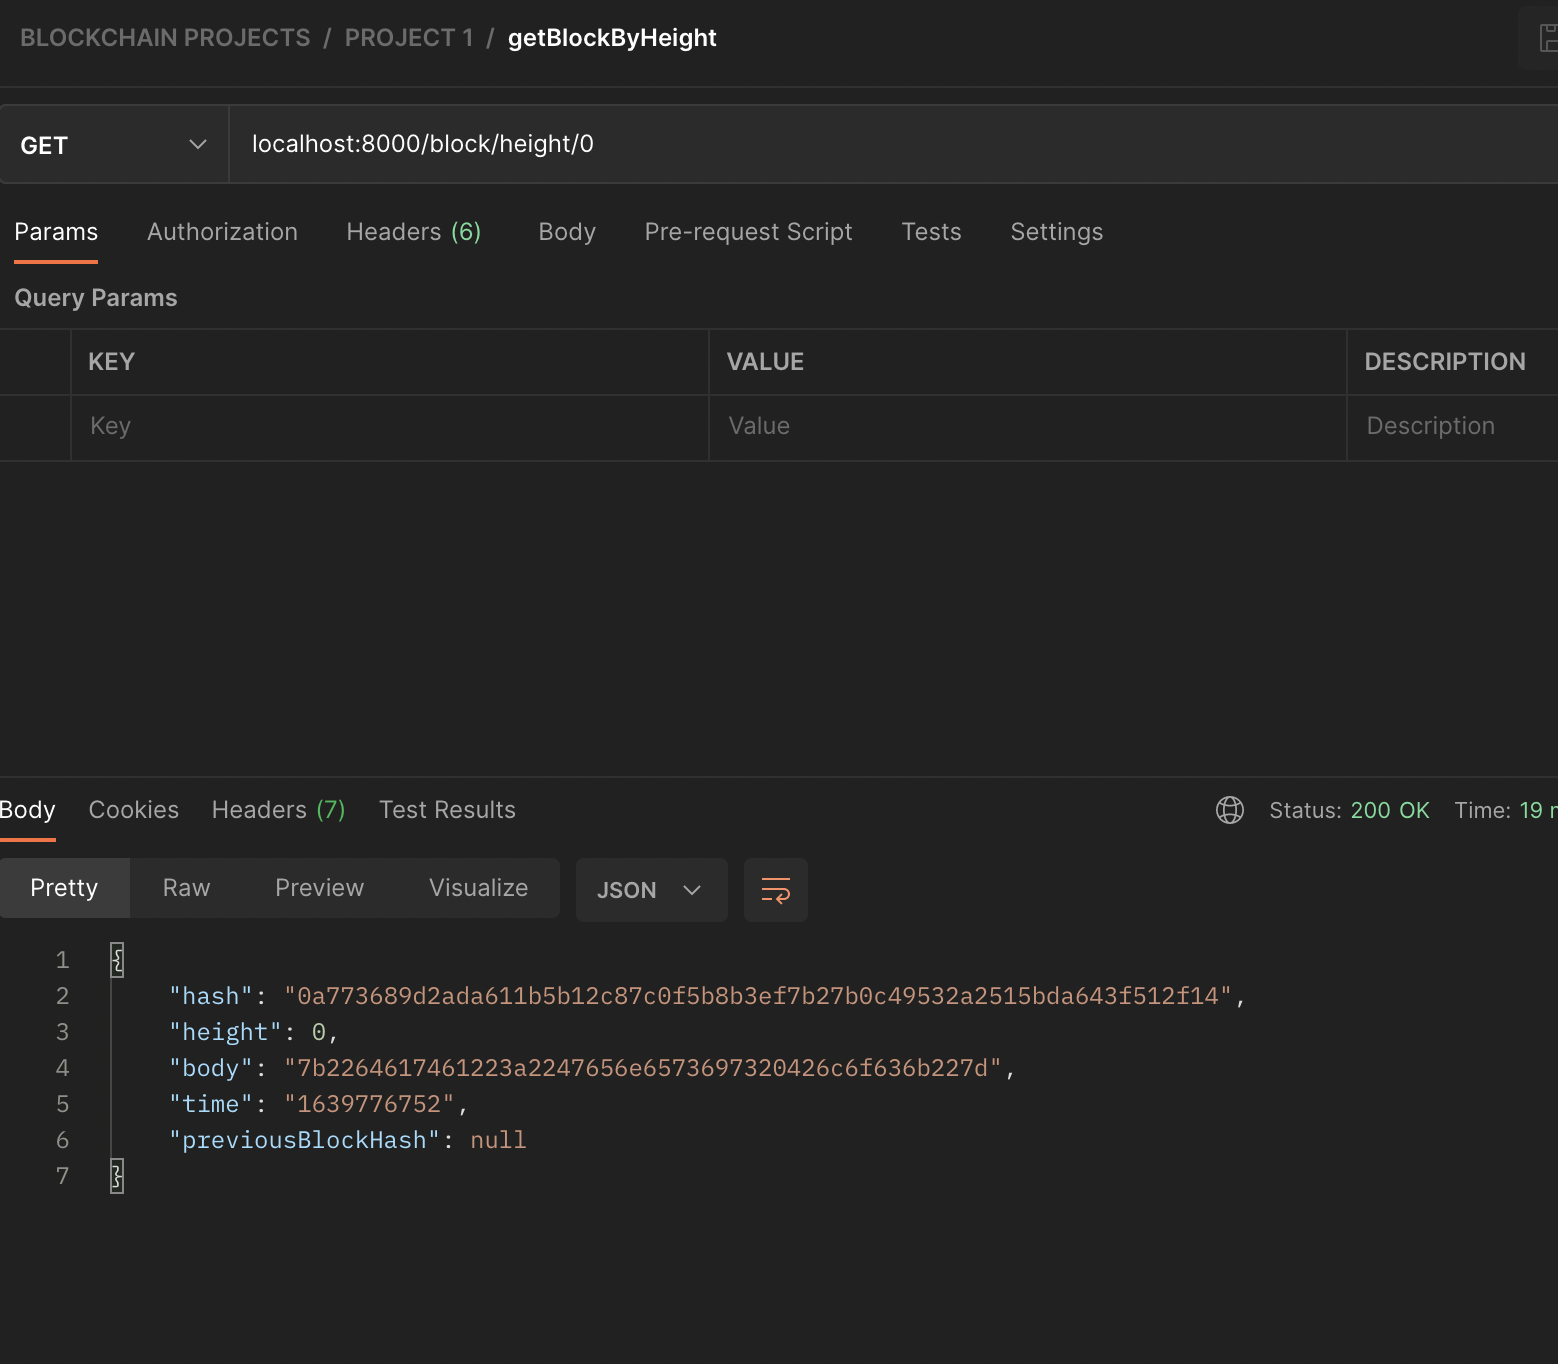 BLOCKCHAIN PROJECTS / PROJECT 1 / getBlockByHeight
GET localhost:8000/block/height/0
Params Authorization Headers (6) Body Pre-request Script Tests Settings
Query Params
KEY VALUE DESCRIPTION
Key Value Description
Body Cookies Headers (7) Test Results Status: 200 OK Time: 19
Pretty Raw Preview Visualize JSON
1 {
2 "hash": "0a773689d2ada611b5b12c87c0f5b8b3ef7b27b0c49532a2515bda643f512f14",
3 "height": 0,
4 "body": "7b2264617461223a2247656e6573697320426c6f636b227d",
5 "time": "1639776752",
6 "previousBlockHash": null
7 }